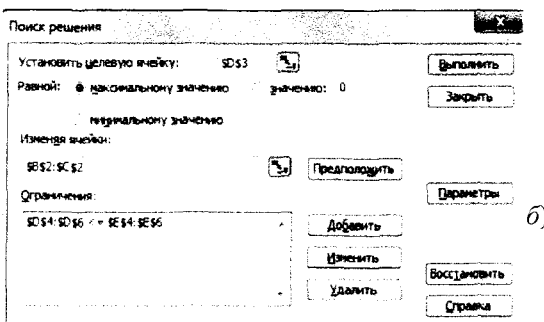 Поиск решения
Установить целевую ячейку: $D$3 Выполнить
Равной: максимальному значению значению: 0 Закрыть
минимальному значению
Изменяя ячейки:
$B$2:$C$2 Предположить
Ограничения: Параметры
$D$4:$D$6 <= $E$4:$E$6 Добавить
б)
Изменить
Восстановить
Удалить
Справка